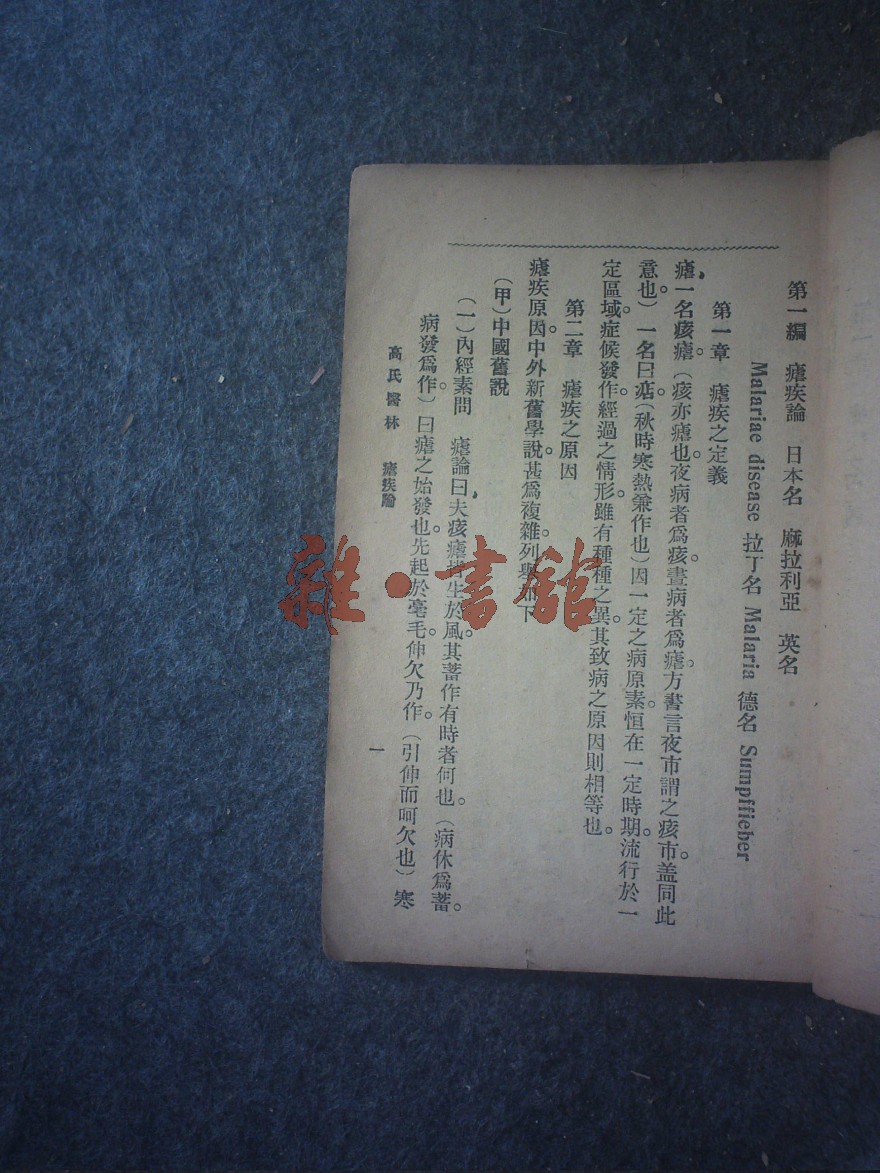 第一編　瘧疾論　日本名　麻拉利亞　英名
Malariae disease 拉丁名 Malaria 德名 Sumpffieber
第一章　瘧疾之定義
瘧一名痎瘧。（痎亦瘧也。夜病者爲痎。晝病者爲瘧。方書言夜市謂之痎市。盖同此
意也）一名曰痁。（秋時寒熱兼作也）因一定之病原素。恒在一定時期。流行於一
定區域。症候發作經過之情形。雖有種種之異。其致病之原因則相等也。
第二章　瘧疾之原因
瘧疾原因。中外新舊學說。甚爲複雜。列舉如下
（甲）中國舊說
（一）內經素問　瘧論曰夫痎瘧皆生於風。其蓄作有時者何也。（病休爲蓄。
病發爲作）曰瘧之始發也。先起於毫毛。伸欠乃作。（引伸而呵欠也）寒
高氏醫林　瘧疾論
一
雜·書館